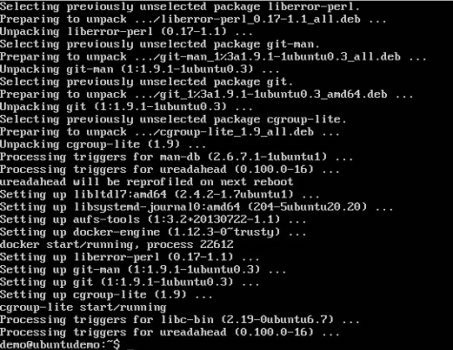 Selecting previously unselected package liberror-perl.
Preparing to unpack .../liberror-perl_0.17-1.1_all.deb ...
Unpacking liberror-perl (0.17-1.1) ...
Selecting previously unselected package git-man.
Preparing to unpack .../git-man_1%3a1.9.1-1ubuntu0.3_all.deb ...
Unpacking git-man (1:1.9.1-1ubuntu0.3) ...
Selecting previously unselected package git.
Preparing to unpack .../git_1%3a1.9.1-1ubuntu0.3_amd64.deb ...
Unpacking git (1:1.9.1-1ubuntu0.3) ...
Selecting previously unselected package cgroup-lite.
Preparing to unpack .../cgroup-lite_1.9_all.deb ...
Unpacking cgroup-lite (1.9) ...
Processing triggers for man-db (2.6.7.1-1ubuntu1) ...
Processing triggers for ureadahead (0.100.0-16) ...
ureadahead will be reprofiled on next reboot
Setting up libltdl7:amd64 (2.4.2-1.7ubuntu1) ...
Setting up libsystemd-journal0:amd64 (204-5ubuntu20.20) ...
Setting up aufs-tools (1:3.2+20130722-1.1) ...
Setting up docker-engine (1.12.3-0~trusty) ...
docker start/running, process 22612
Setting up liberror-perl (0.17-1.1) ...
Setting up git-man (1:1.9.1-1ubuntu0.3) ...
Setting up git (1:1.9.1-1ubuntu0.3) ...
Setting up cgroup-lite (1.9) ...
cgroup-lite start/running
Processing triggers for libc-bin (2.19-0ubuntu6.7) ...
Processing triggers for ureadahead (0.100.0-16) ...
demo@ubuntudemo:~$ _